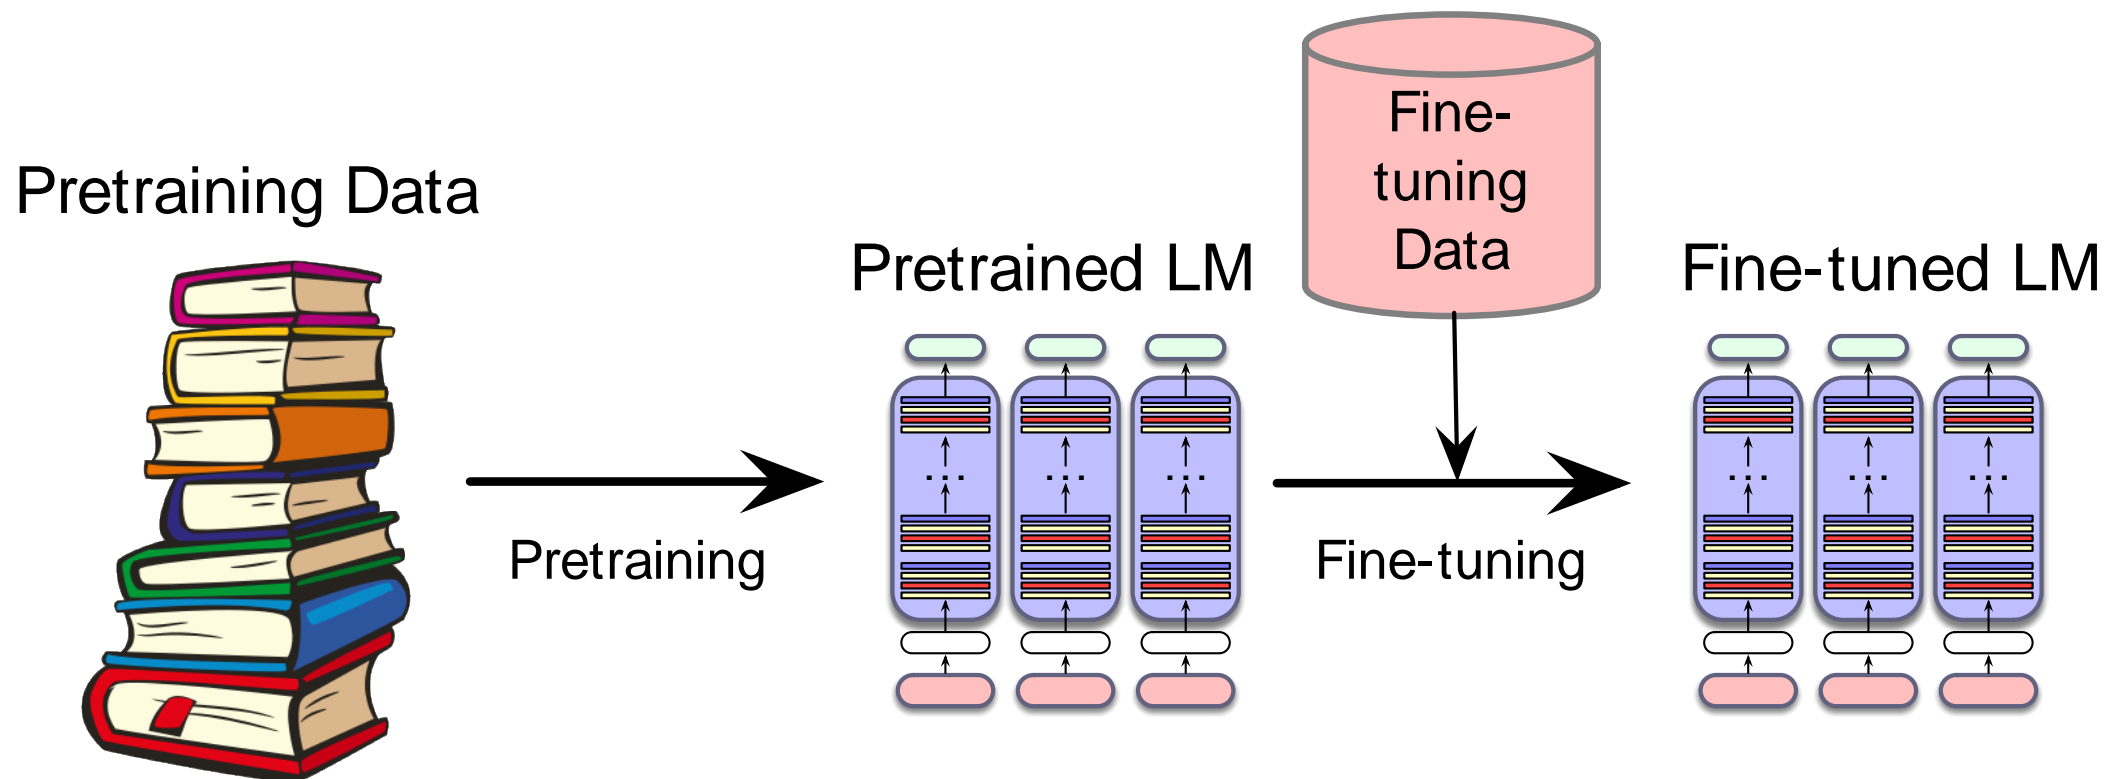 Pretraining Data
Pretraining
Pretrained LM
Fine-
tuning
Data
Fine-tuning
Fine-tuned LM